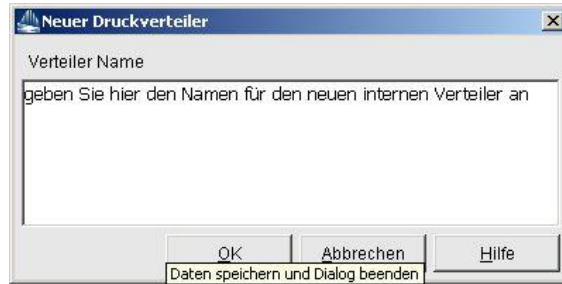 Neuer Druckverteiler
Verteiler Name
geben Sie hier den Namen für den neuen internen Verteiler an
OK Abbrechen Hilfe
Daten speichern und Dialog beenden